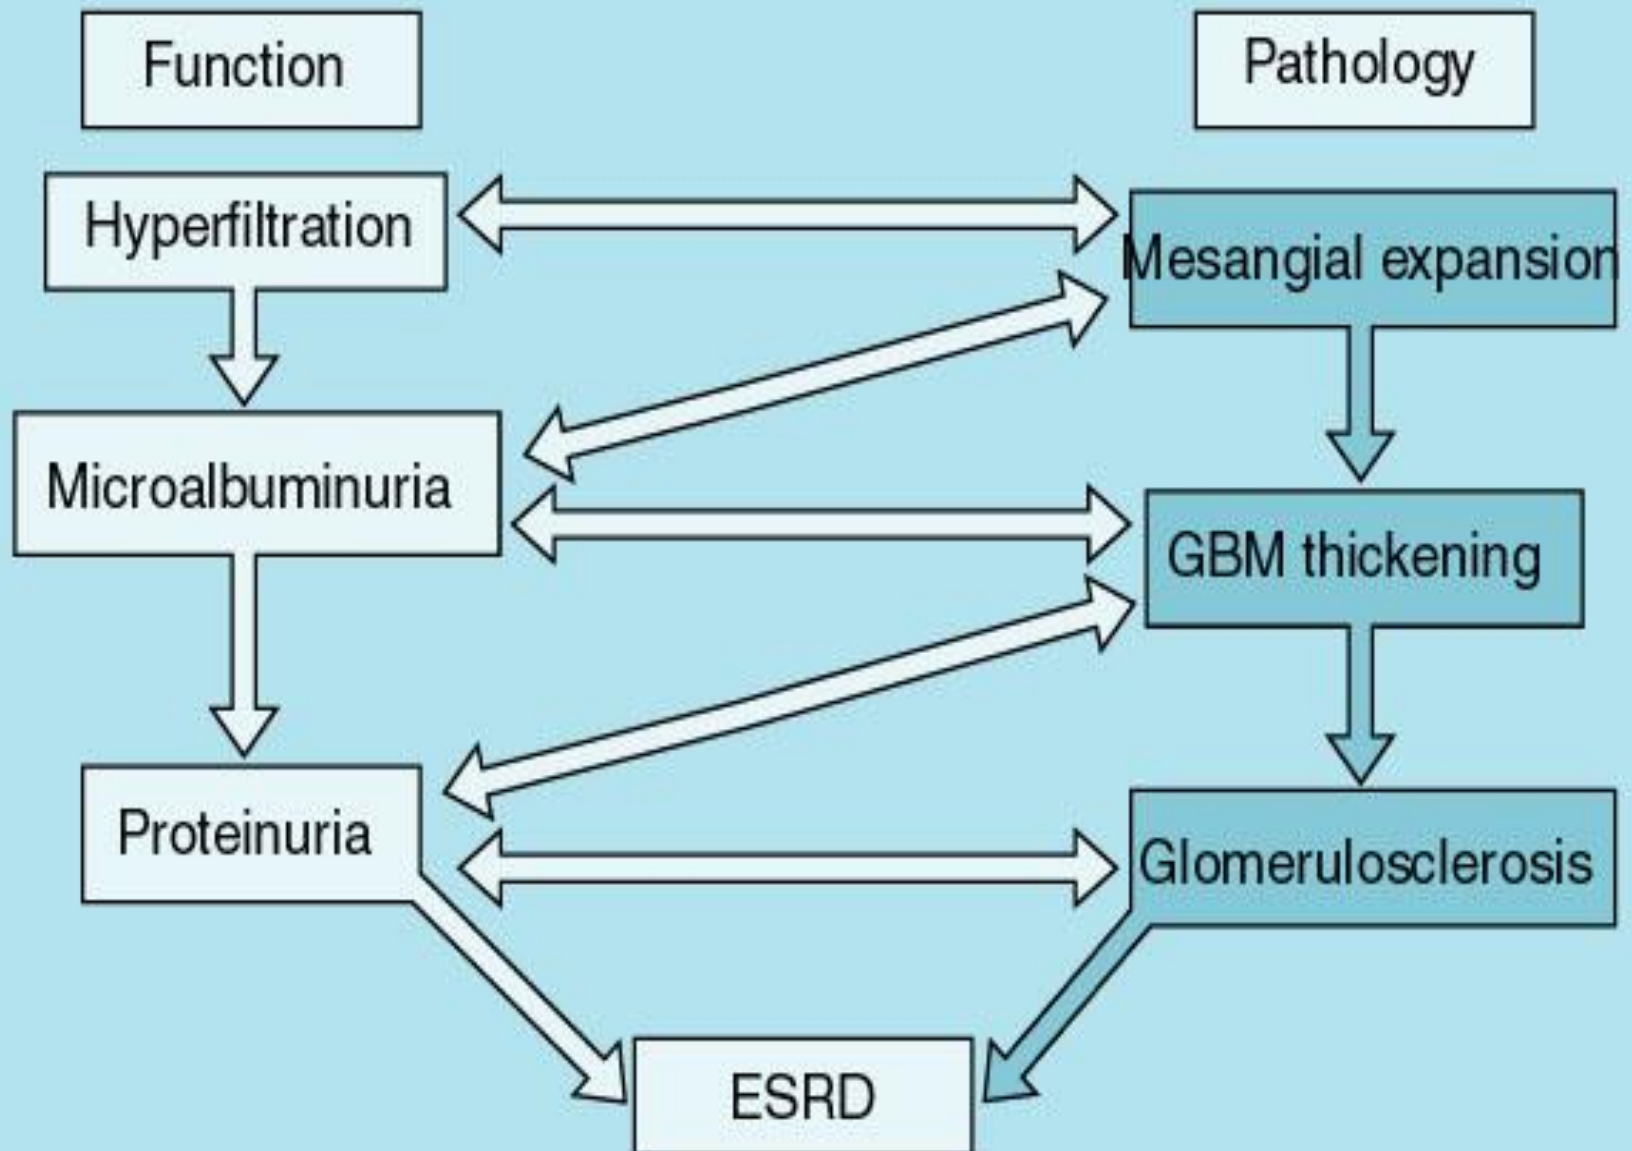 Function
Pathology
Hyperfiltration
Mesangial expansion
Microalbuminuria
GBM thickening
Proteinuria
Glomerulosclerosis
ESRD